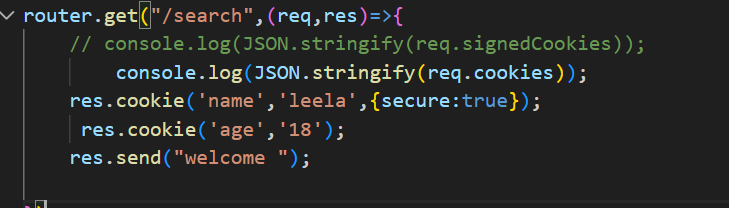 router.get("/search",(req,res)=>{
// console.log(JSON.stringify(req.signedCookies));
console.log(JSON.stringify(req.cookies));
res.cookie('name','leela',{secure:true});
res.cookie('age','18');
res.send("welcome ");